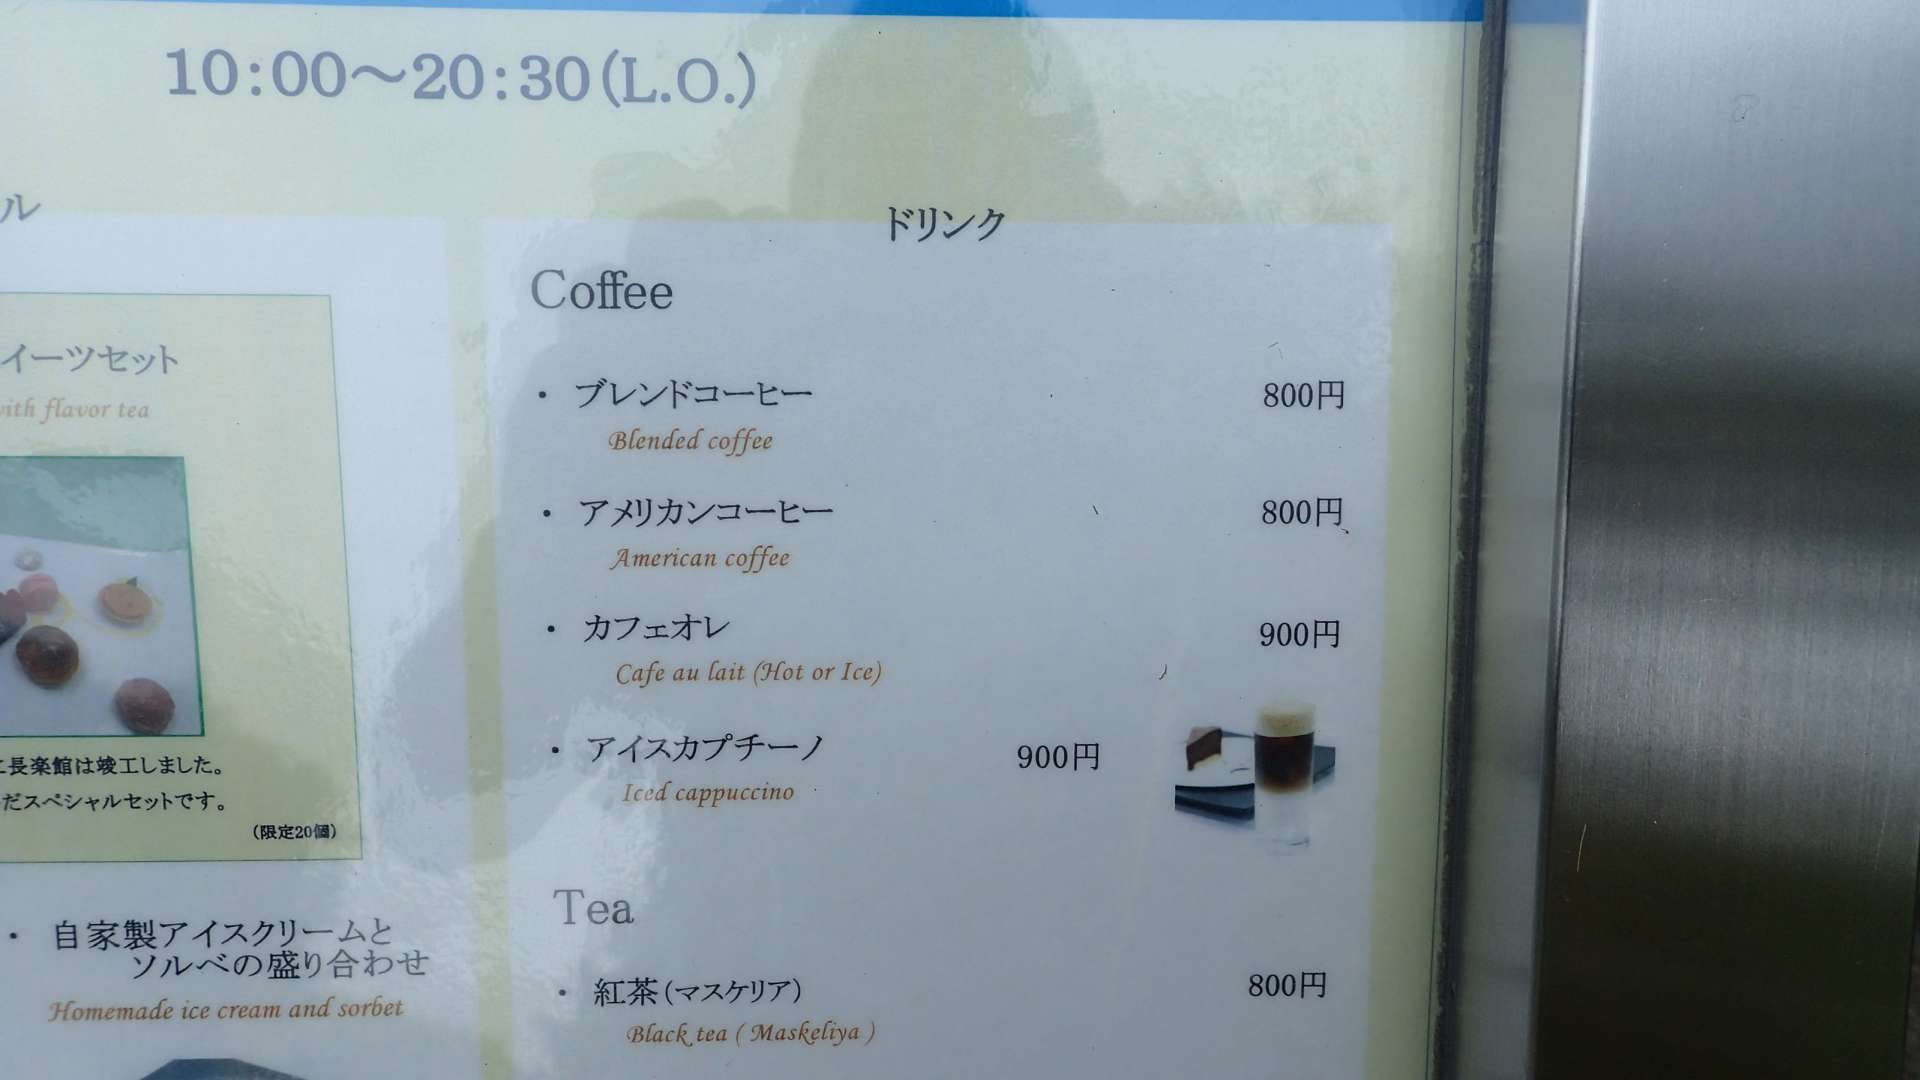 10:00～20:30(L.O.)
ル
イーツセット
with flavor tea
長楽館は竣工しました。
だスペシャルセットです。
（限定20個）
・ 自家製アイスクリームと
ソルベの盛り合わせ
Homemade ice cream and sorbet
ドリンク
Coffee
・ ブレンドコーヒー 800円
Blended coffee
・ アメリカンコーヒー 800円
American coffee
・ カフェオレ 900円
Cafe au lait (Hot or Ice)
・ アイスカプチーノ 900円
Iced cappuccino
Tea
・ 紅茶（マスケリア） 800円
Black tea ( Maskeliya )